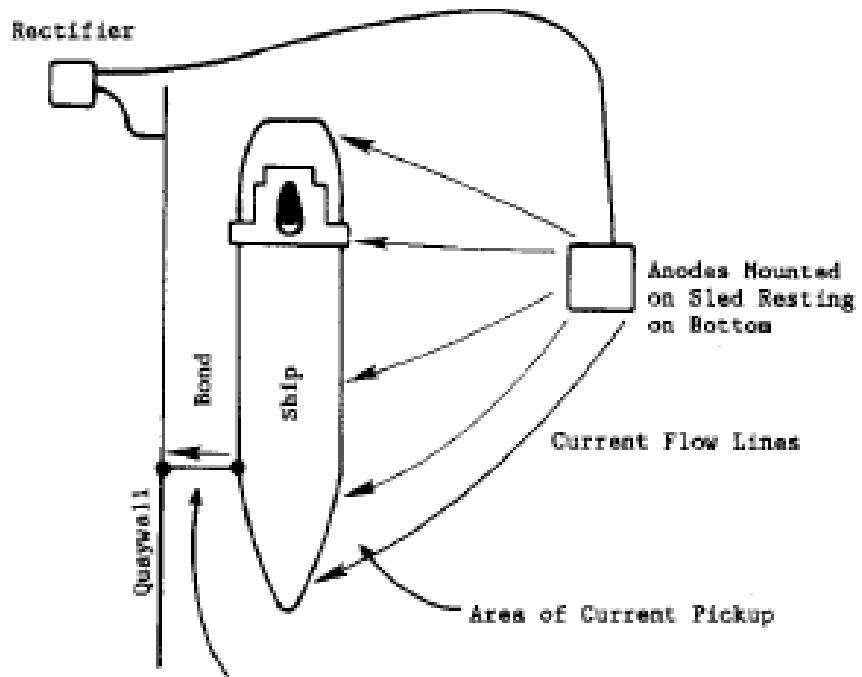 Rectifier
Anodes Mounted
on Sled Resting
on Bottom
Bond
Ship
Current Flow Lines
Quaywall
Area of Current Pickup